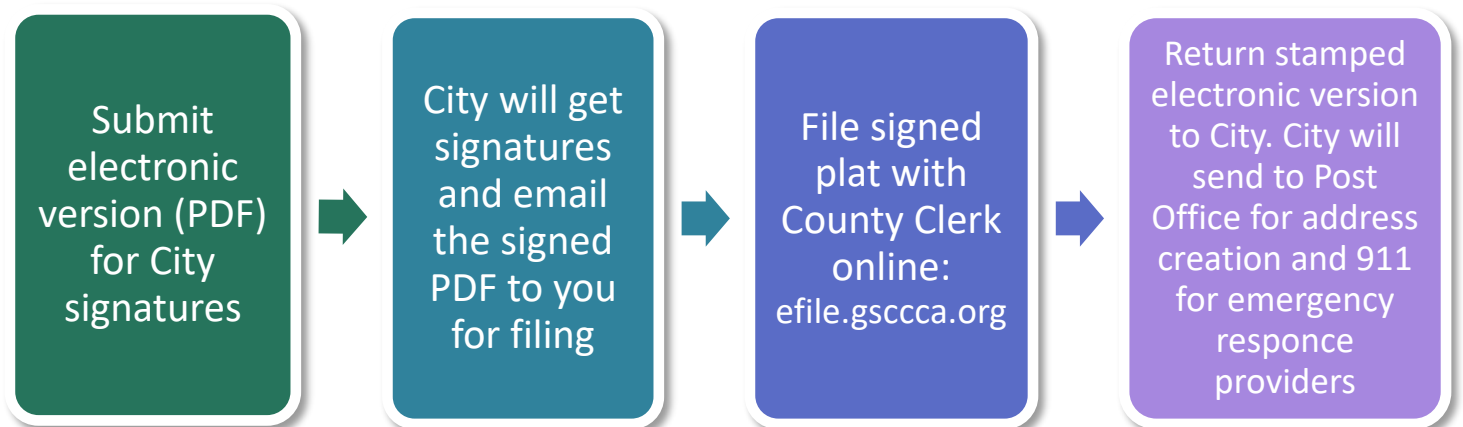 Submit
electronic
version (PDF)
for City
signatures
City will get
signatures
and email
the signed
PDF to you
for filing
File signed
plat with
County Clerk
online:
efile.gsccca.org
Return stamped
electronic version
to City. City will
send to Post
Office for address
creation and 911
for emergency
responce
providers